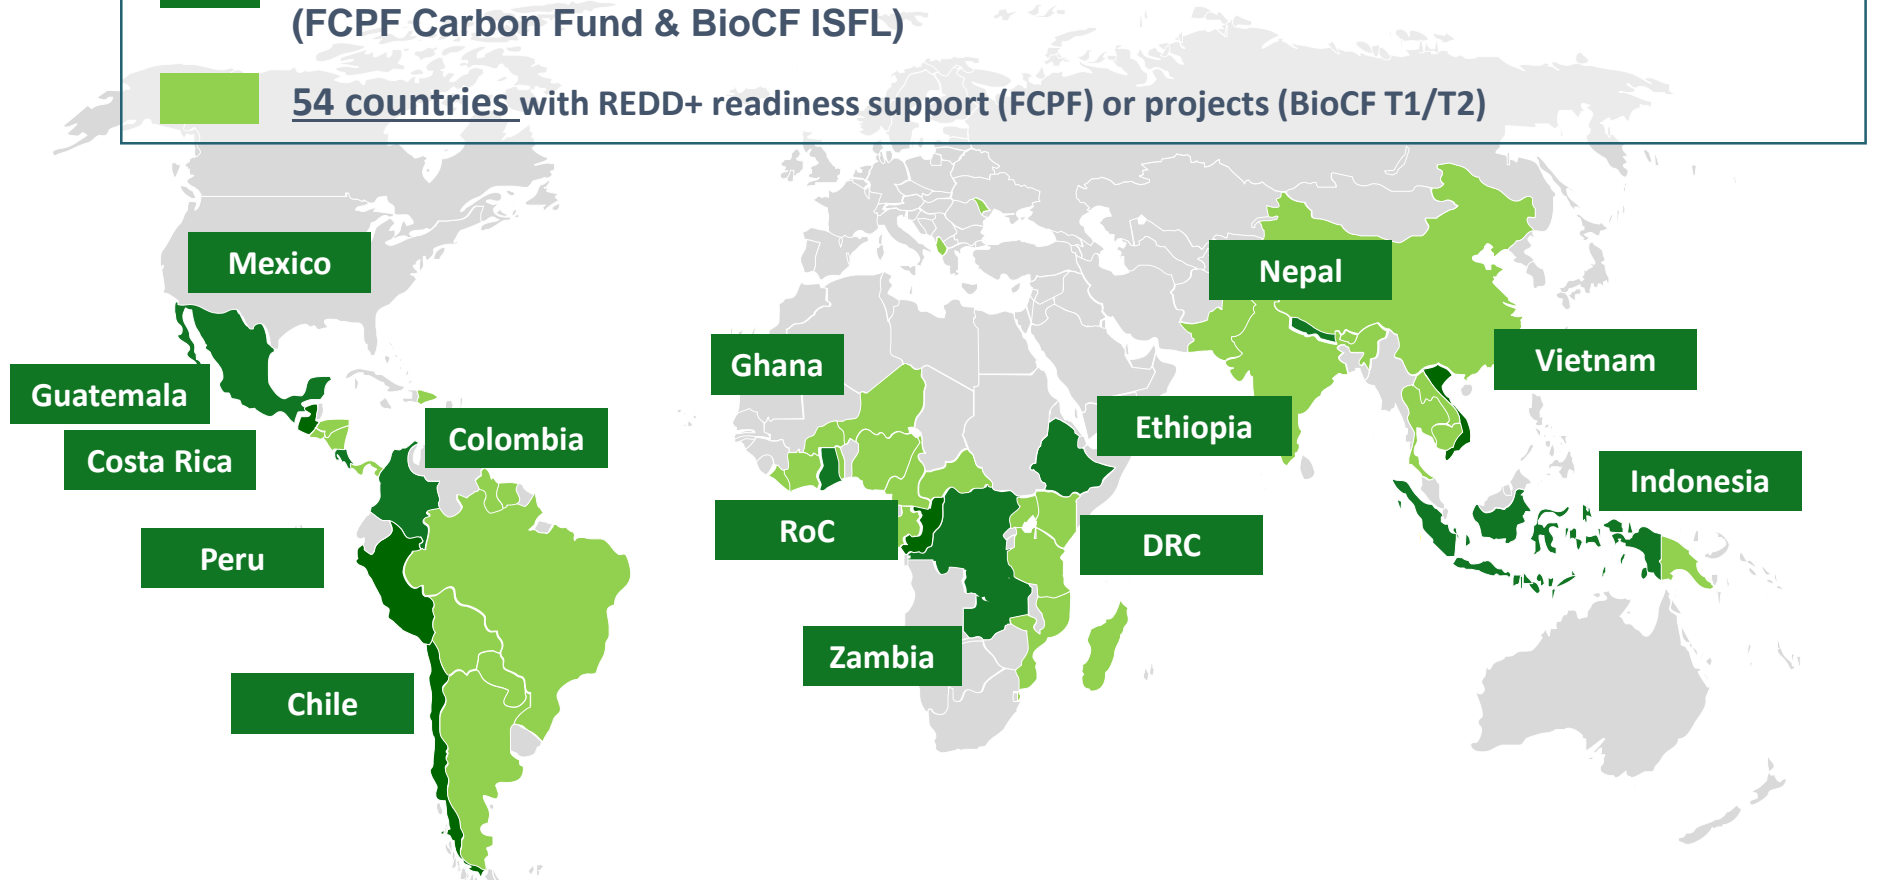 (FCPF Carbon Fund & BioCF ISFL)
54 countries with REDD+ readiness support (FCPF) or projects (BioCF T1/T2)
Mexico
Nepal
Ghana
Vietnam
Guatemala
Colombia
Ethiopia
Costa Rica
Indonesia
Peru
RoC
DRC
Zambia
Chile